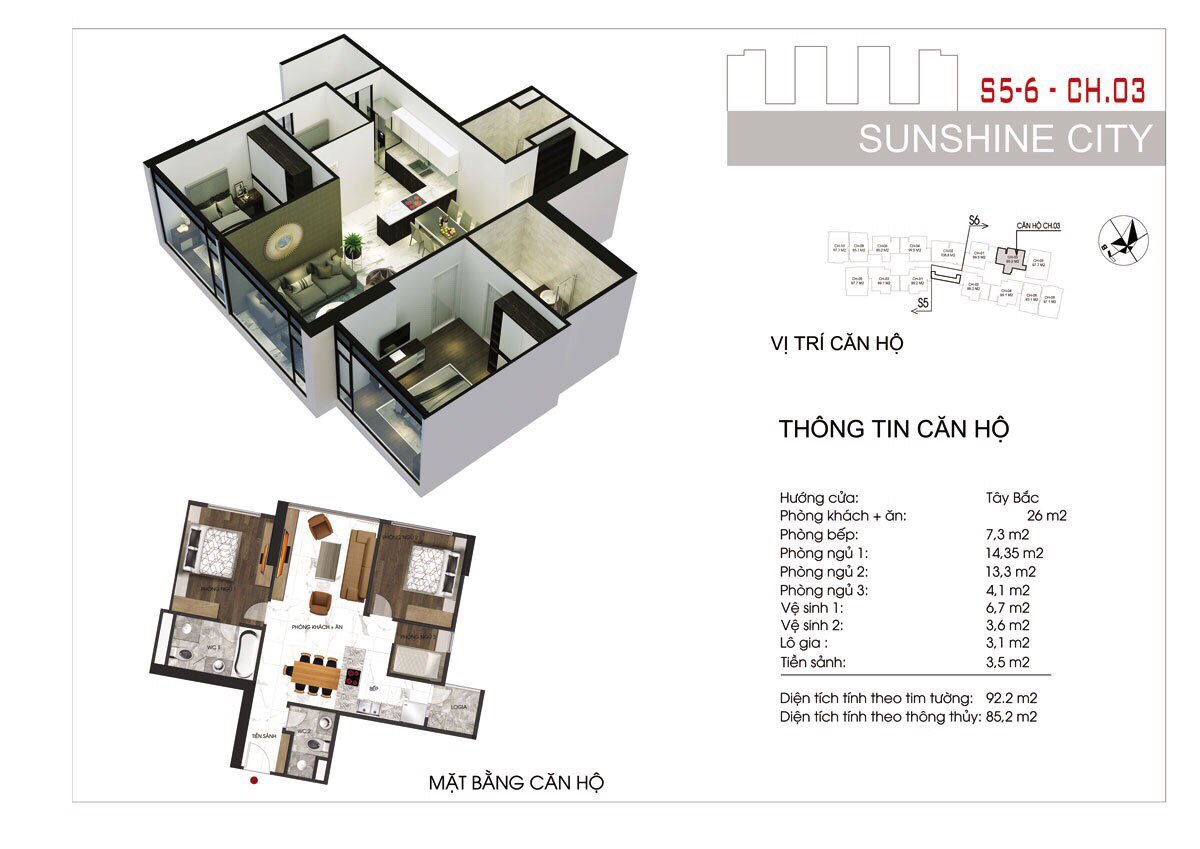 S5-6 - CH.03
SUNSHINE CITY
S6
CĂN HỘ CH.03
S5
VỊ TRÍ CĂN HỘ
THÔNG TIN CĂN HỘ
Hướng cửa: Tây Bắc
Phòng khách + ăn: 26 m2
Phòng bếp: 7,3 m2
Phòng ngủ 1: 14,35 m2
Phòng ngủ 2: 13,3 m2
Phòng ngủ 3: 4,1 m2
Vệ sinh 1: 6,7 m2
Vệ sinh 2: 3,6 m2
Lô gia : 3,1 m2
Tiền sảnh: 3,5 m2
Diện tích tính theo tim tường: 92.2 m2
Diện tích tính theo thông thủy: 85,2 m2
PHÒNG NGỦ 2
PHÒNG NGỦ 1
PHÒNG KHÁCH + ĂN
PHÒNG NGỦ 3
WC 1
BẾP
LOGIA
WC 2
TIỀN SẢNH
MẶT BẰNG CĂN HỘ